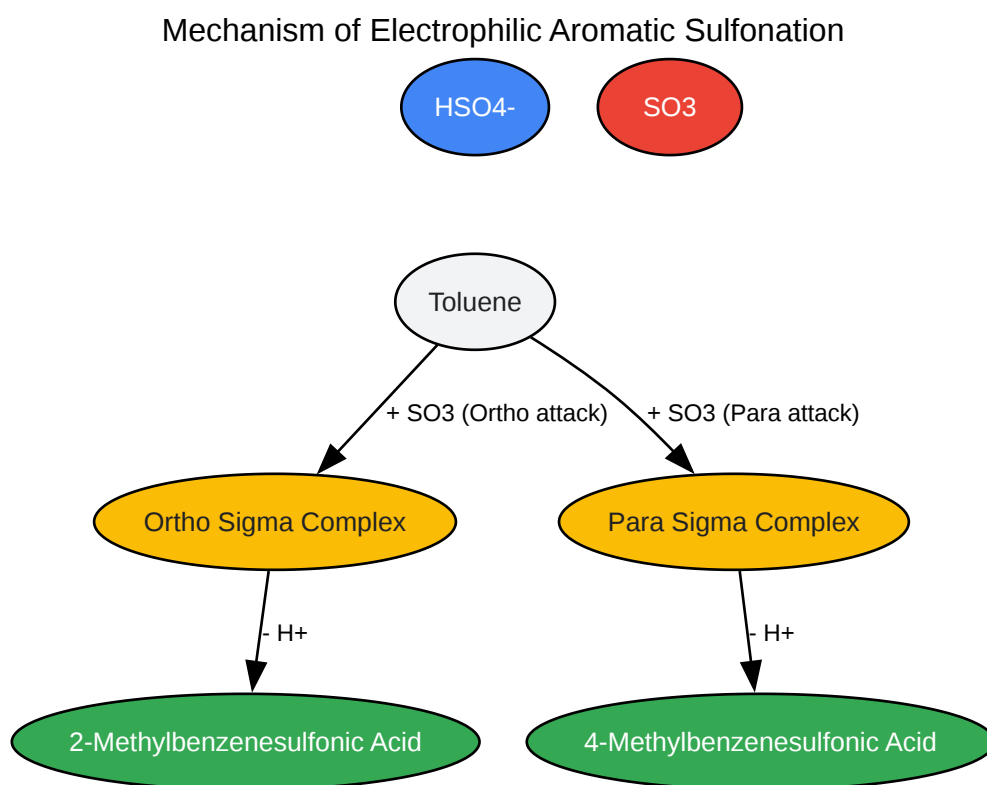 Mechanism of Electrophilic Aromatic Sulfonation
HSO4-
SO3
Toluene
+ SO3 (Ortho attack)
+ SO3 (Para attack)
Ortho Sigma Complex
Para Sigma Complex
- H+
- H+
2-Methylbenzenesulfonic Acid
4-Methylbenzenesulfonic Acid